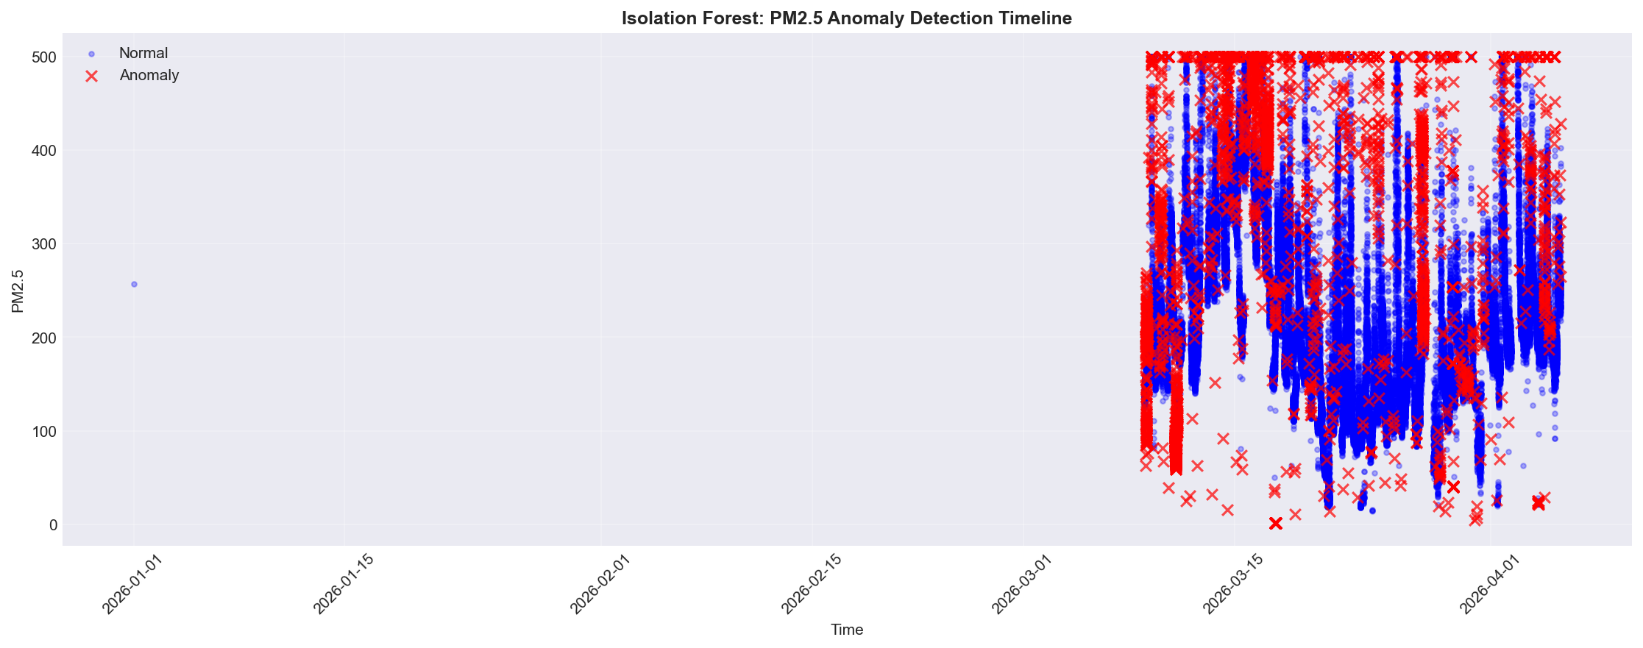 Isolation Forest: PM2.5 Anomaly Detection Timeline
Normal
Anomaly
500
400
300
200
100
0
PM2.5
2026-01-01
2026-01-15
2026-02-01
2026-02-15
2026-03-01
2026-03-15
2026-04-01
Time